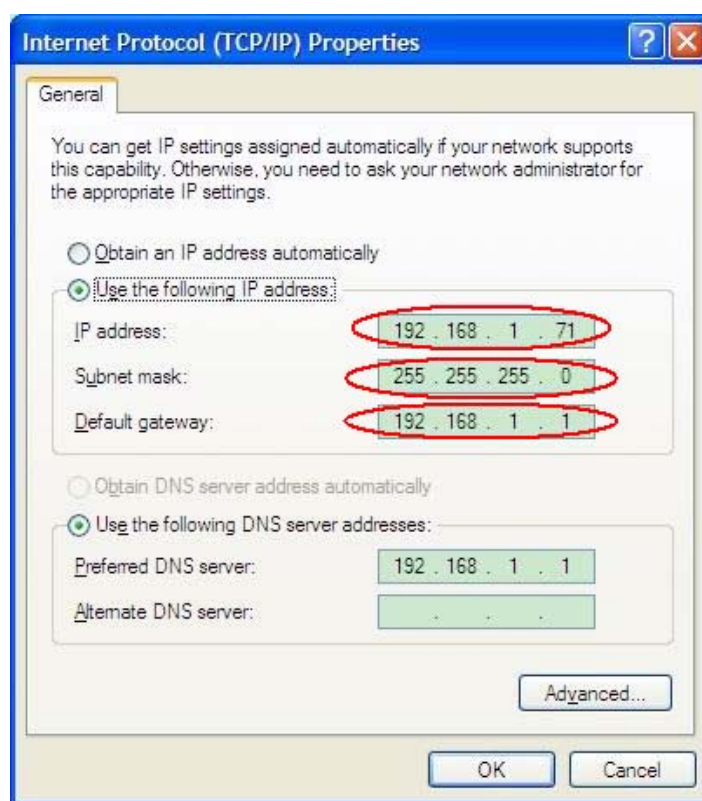 Internet Protocol (TCP/IP) Properties
General
You can get IP settings assigned automatically if your network supports
this capability. Otherwise, you need to ask your network administrator for
the appropriate IP settings.
Obtain an IP address automatically
Use the following IP address:
IP address: 192 . 168 . 1 . 71
Subnet mask: 255 . 255 . 255 . 0
Default gateway: 192 . 168 . 1 . 1
Obtain DNS server address automatically
Use the following DNS server addresses:
Preferred DNS server: 192 . 168 . 1 . 1
Alternate DNS server: . . .
Advanced...
OK Cancel